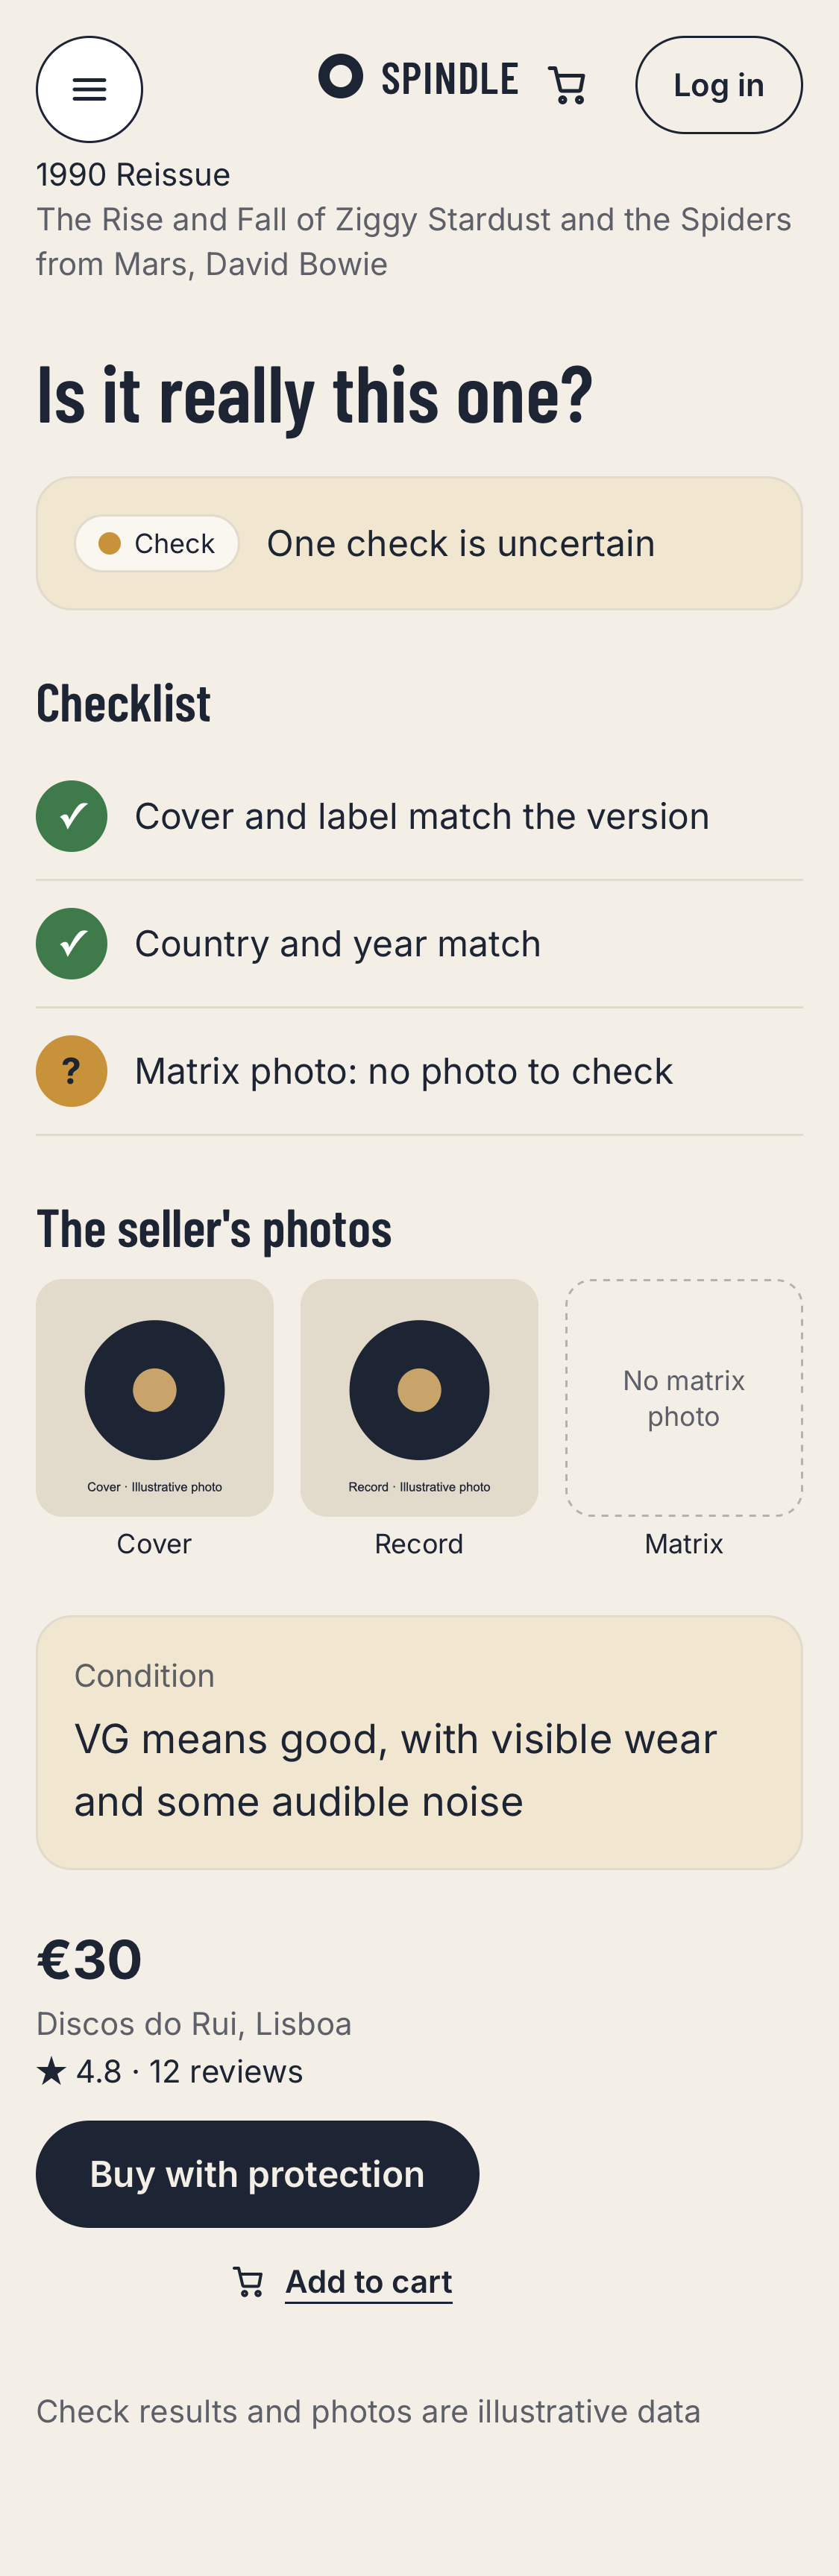 SPINDLE
Log in
1990 Reissue
The Rise and Fall of Ziggy Stardust and the Spiders
from Mars, David Bowie
Is it really this one?
Check
One check is uncertain
Checklist
✓ Cover and label match the version
✓ Country and year match
? Matrix photo: no photo to check
The seller's photos
Cover · Illustrative photo
Record · Illustrative photo
No matrix
photo
Cover
Record
Matrix
Condition
VG means good, with visible wear
and some audible noise
€30
Discos do Rui, Lisboa
★ 4.8 · 12 reviews
Buy with protection
Add to cart
Check results and photos are illustrative data